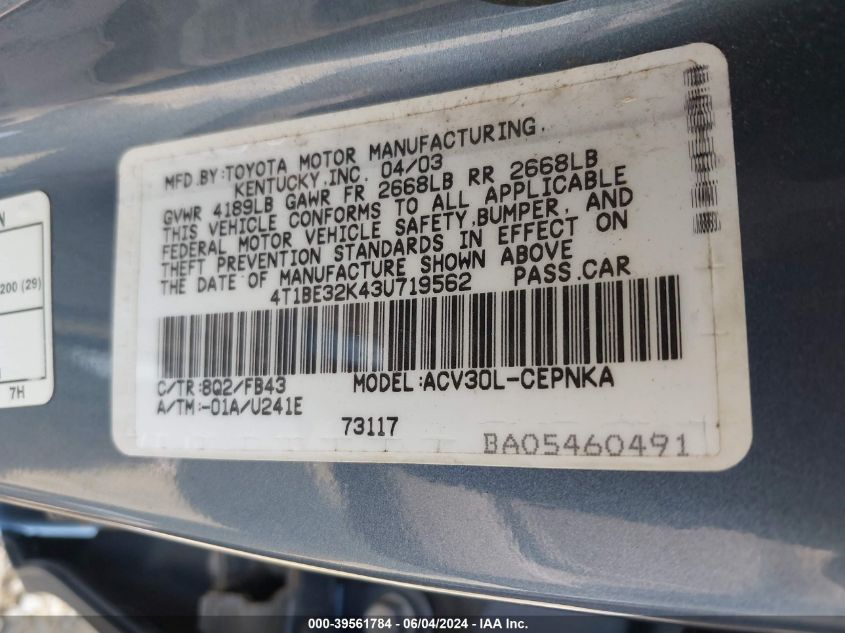 MFD.BY:TOYOTA MOTOR MANUFACTURING,
KENTUCKY,INC. 04/03
GVWR 4189LB GAWR FR 2668LB RR 2668LB
THIS VEHICLE CONFORMS TO ALL APPLICABLE
FEDERAL MOTOR VEHICLE SAFETY,BUMPER, AND
THEFT PREVENTION STANDARDS IN EFFECT ON
THE DATE OF MANUFACTURE SHOWN ABOVE
4T1BE32K43U719562 PASS.CAR
C/TR:8Q2/FB43 MODEL:ACV30L-CEPNKA
A/TM:-01A/U241E
73117 BA05460491
N
200 (29)
7H
000-39561784 - 06/04/2024 - IAA Inc.